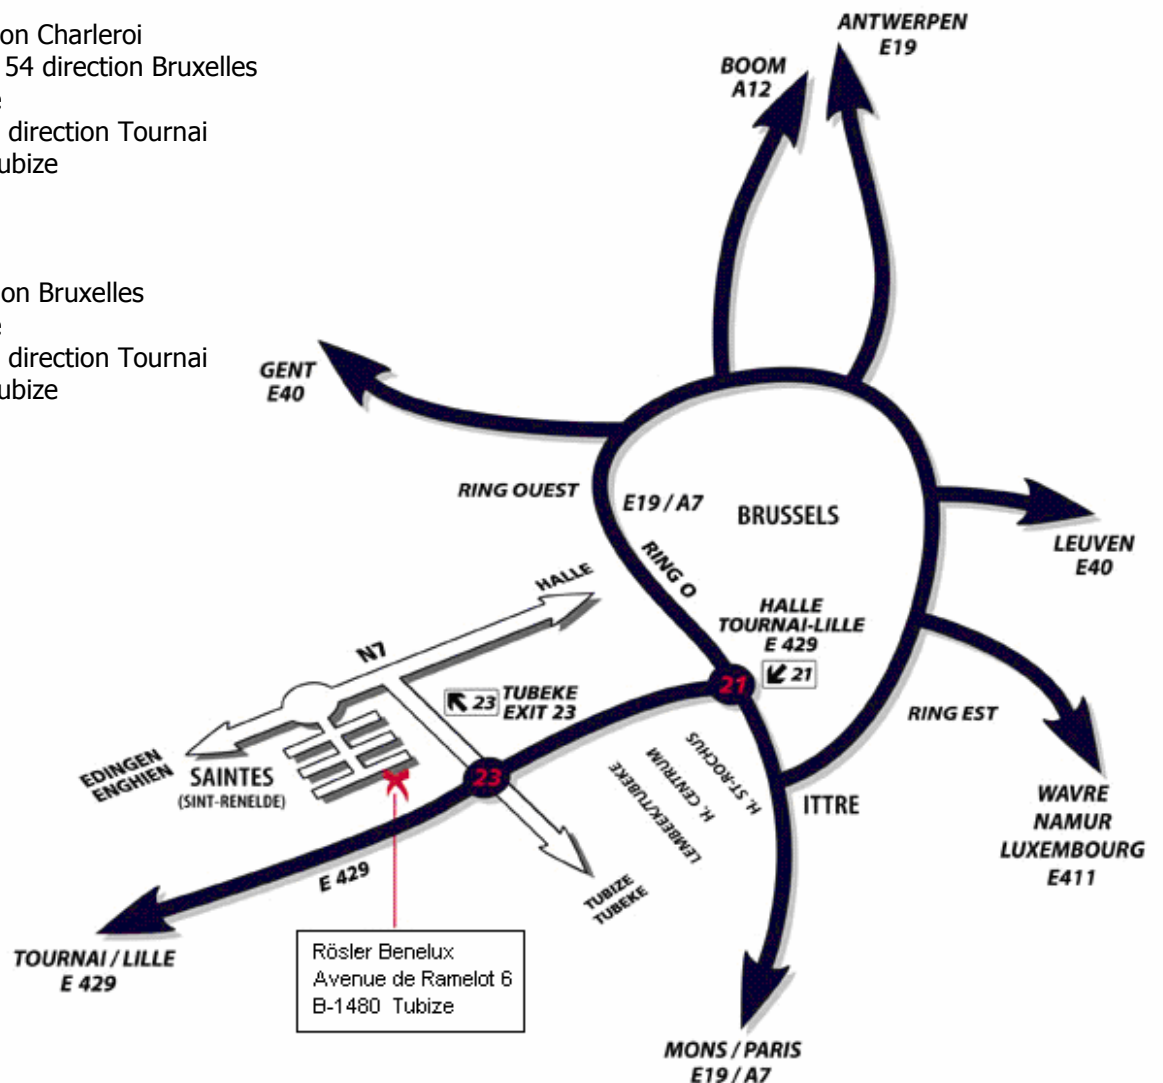 on Charleroi
54 direction Bruxelles
e
direction Tournai
ubize
on Bruxelles
e
direction Tournai
ubize
ANTWERPEN
E19
BOOM
A12
GENT
E40
RING OUEST
E19 / A7
BRUSSELS
RING O
LEUVEN
E40
HALLE
TOURNAI-LILLE
E 429
21
21
HALLE
N7
23
TUBEKE
EXIT 23
RING EST
EDINGEN
ENGHIEN
SAINTES
(SINT-RENELDE)
23
H. ST-ROCHUS
H. CENTRUM
LEMBEEK/TUBEKE
ITTRE
WAVRE
NAMUR
LUXEMBOURG
E411
E 429
TUBIZE
TUBEKE
TOURNAI / LILLE
E 429
Rösler Benelux
Avenue de Ramelot 6
B-1480 Tubize
MONS / PARIS
E19 / A7